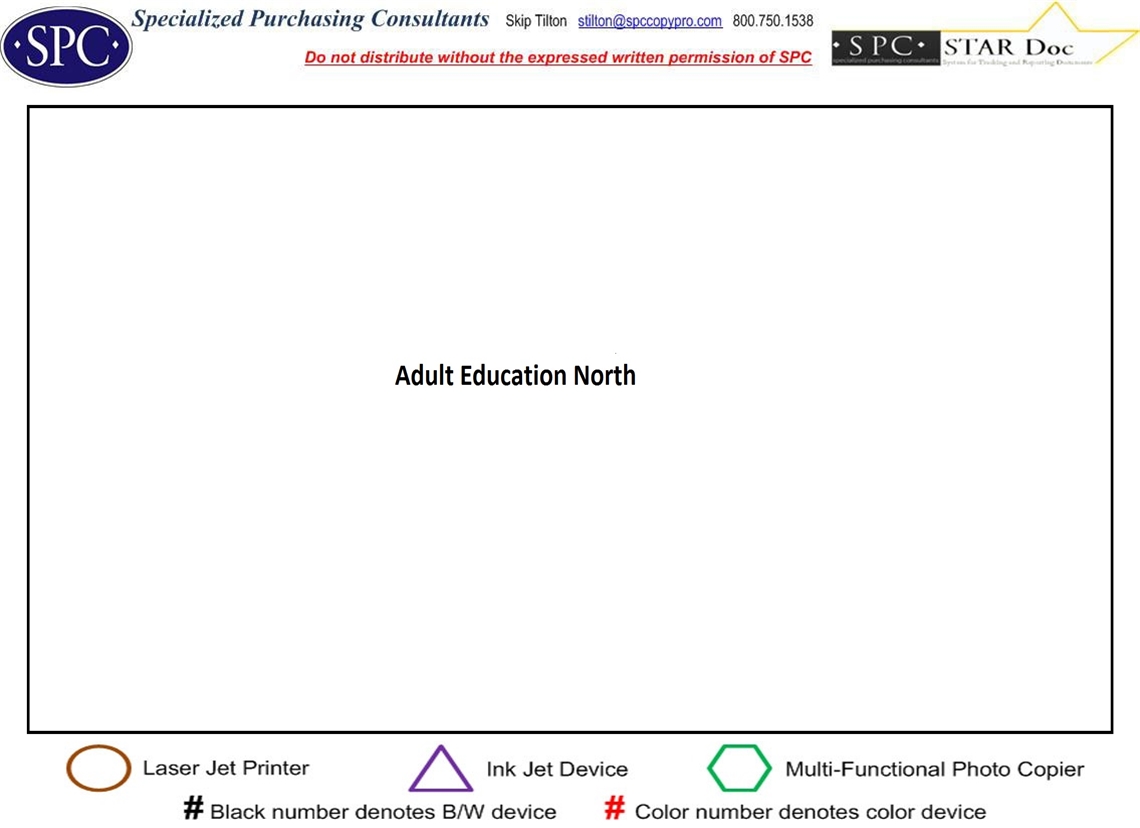 ·SPC·
Specialized Purchasing Consultants Skip Tilton stilton@spccopypro.com 800.750.1538
Do not distribute without the expressed written permission of SPC
·SPC· STAR Doc
specialized purchasing consultants System for Tracking and Reporting Documents
Adult Education North
Laser Jet Printer Ink Jet Device Multi-Functional Photo Copier
# Black number denotes B/W device # Color number denotes color device